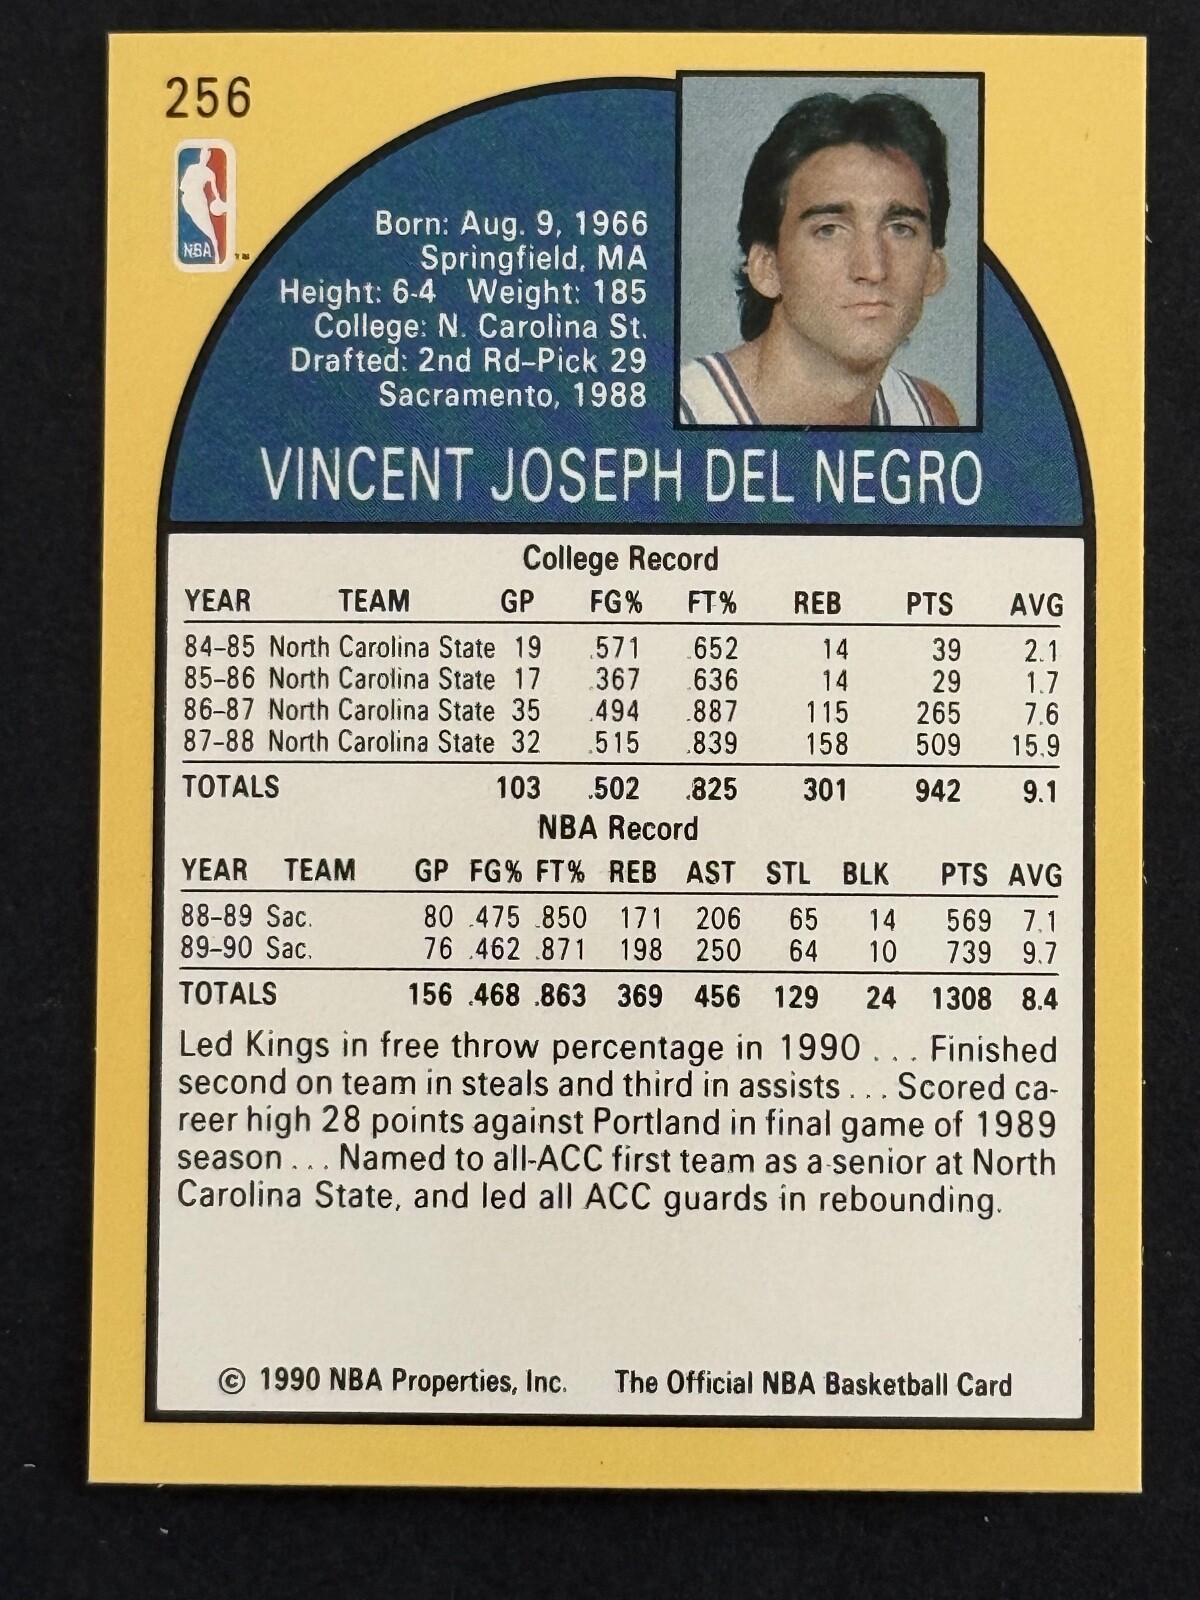 256
NBA
TM
Born: Aug. 9, 1966
Springfield, MA
Height: 6-4 Weight: 185
College: N. Carolina St.
Drafted: 2nd Rd-Pick 29
Sacramento, 1988
VINCENT JOSEPH DEL NEGRO
College Record
YEAR TEAM GP FG% FT% REB PTS AVG
84-85 North Carolina State 19 .571 .652 14 39 2.1
85-86 North Carolina State 17 .367 .636 14 29 1.7
86-87 North Carolina State 35 .494 .887 115 265 7.6
87-88 North Carolina State 32 .515 .839 158 509 15.9
TOTALS 103 .502 .825 301 942 9.1
NBA Record
YEAR TEAM GP FG% FT% REB AST STL BLK PTS AVG
88-89 Sac. 80 .475 .850 171 206 65 14 569 7.1
89-90 Sac. 76 .462 .871 198 250 64 10 739 9.7
TOTALS 156 .468 .863 369 456 129 24 1308 8.4
Led Kings in free throw percentage in 1990 . . . Finished
second on team in steals and third in assists . . . Scored ca-
reer high 28 points against Portland in final game of 1989
season . . . Named to all-ACC first team as a senior at North
Carolina State, and led all ACC guards in rebounding.
© 1990 NBA Properties, Inc. The Official NBA Basketball Card